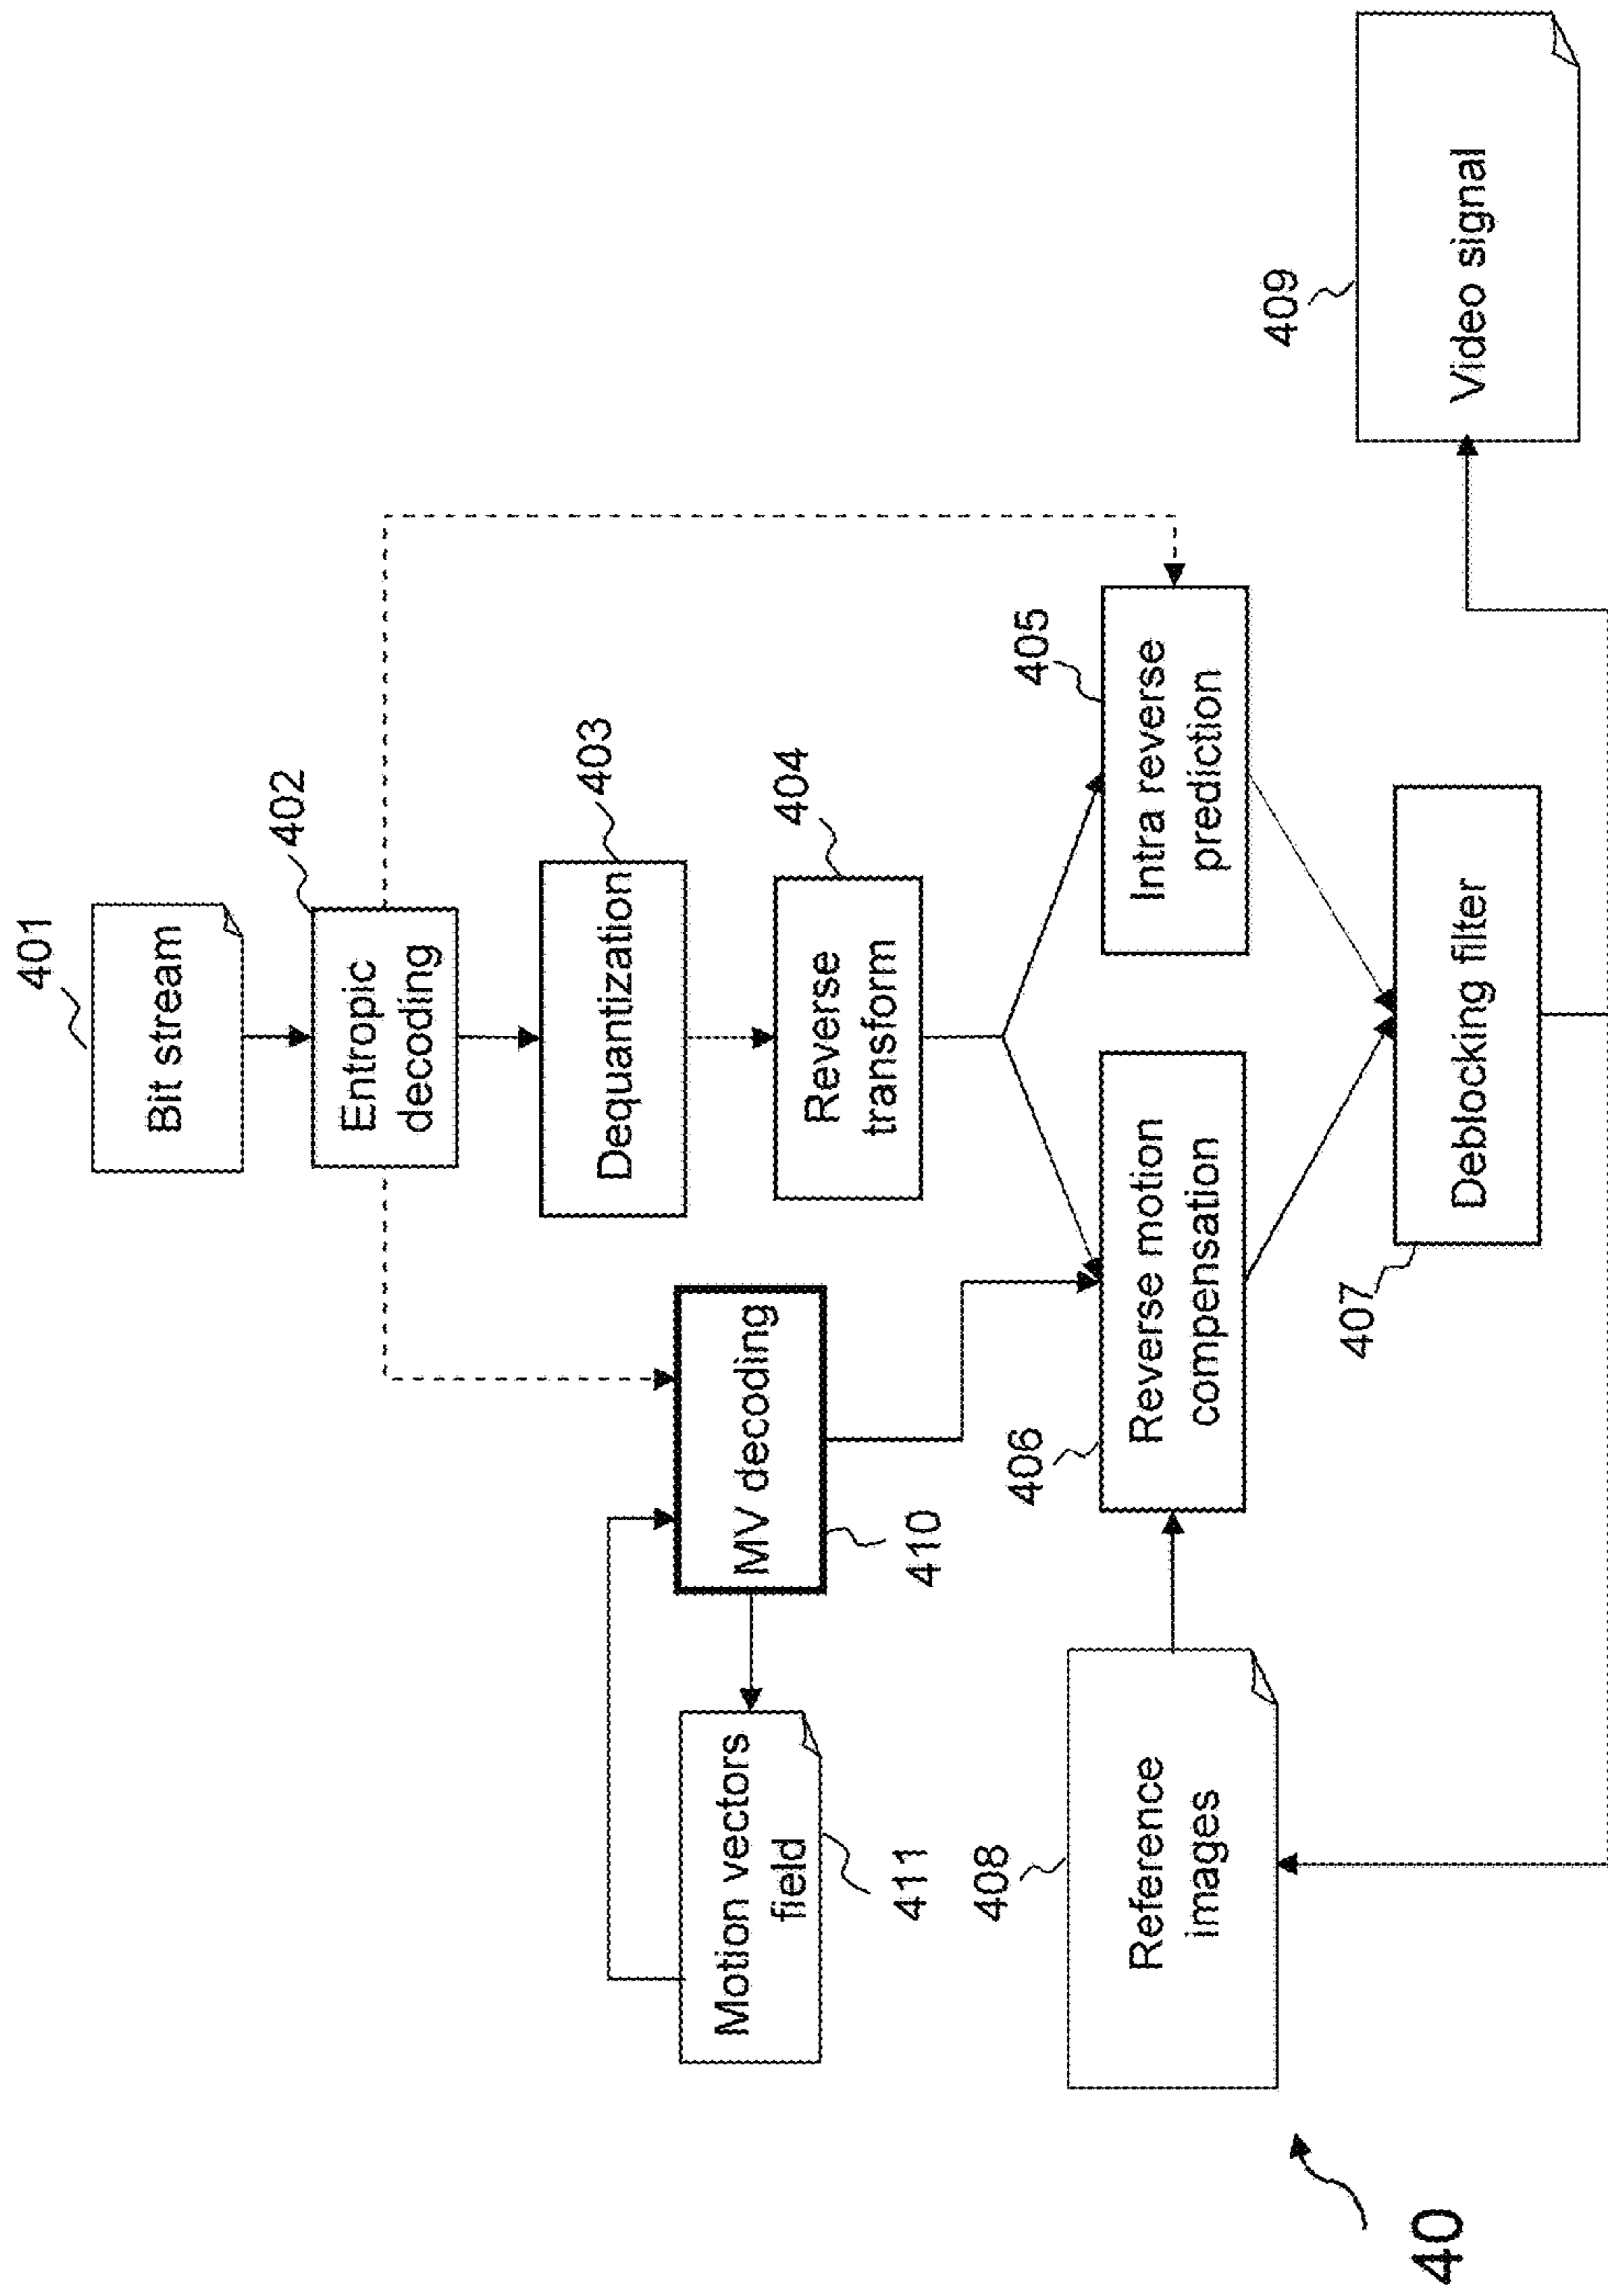 401
Bit stream
402
Entropic
decoding
403
Dequantization
404
Reverse
transform
405
Intra reverse
prediction
MV decoding
410
Motion vectors
field
411
406
Reverse motion
compensation
408
Reference
images
407
Deblocking filter
409
Video signal
40